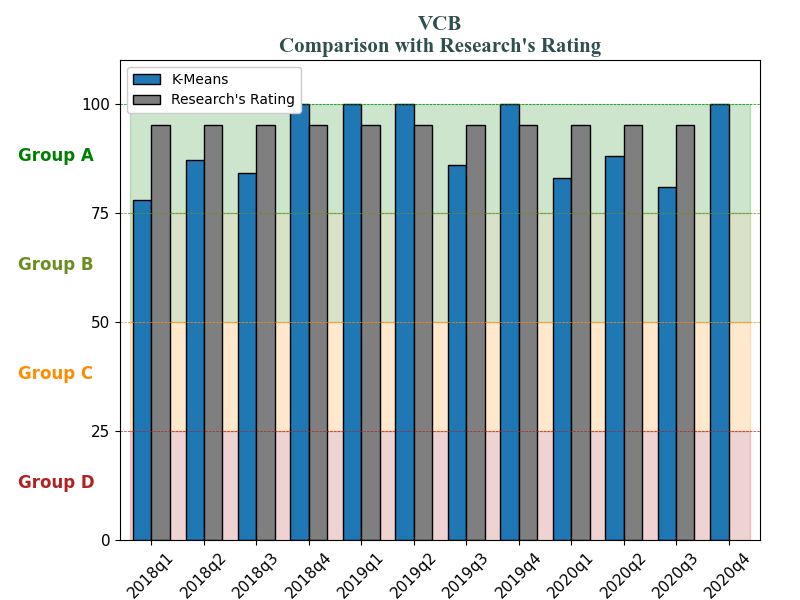 VCB
Comparison with Research's Rating
K-Means
Research's Rating
100
Group A
75
Group B
50
Group C
25
Group D
0
2018q1
2018q2
2018q3
2018q4
2019q1
2019q2
2019q3
2019q4
2020q1
2020q2
2020q3
2020q4